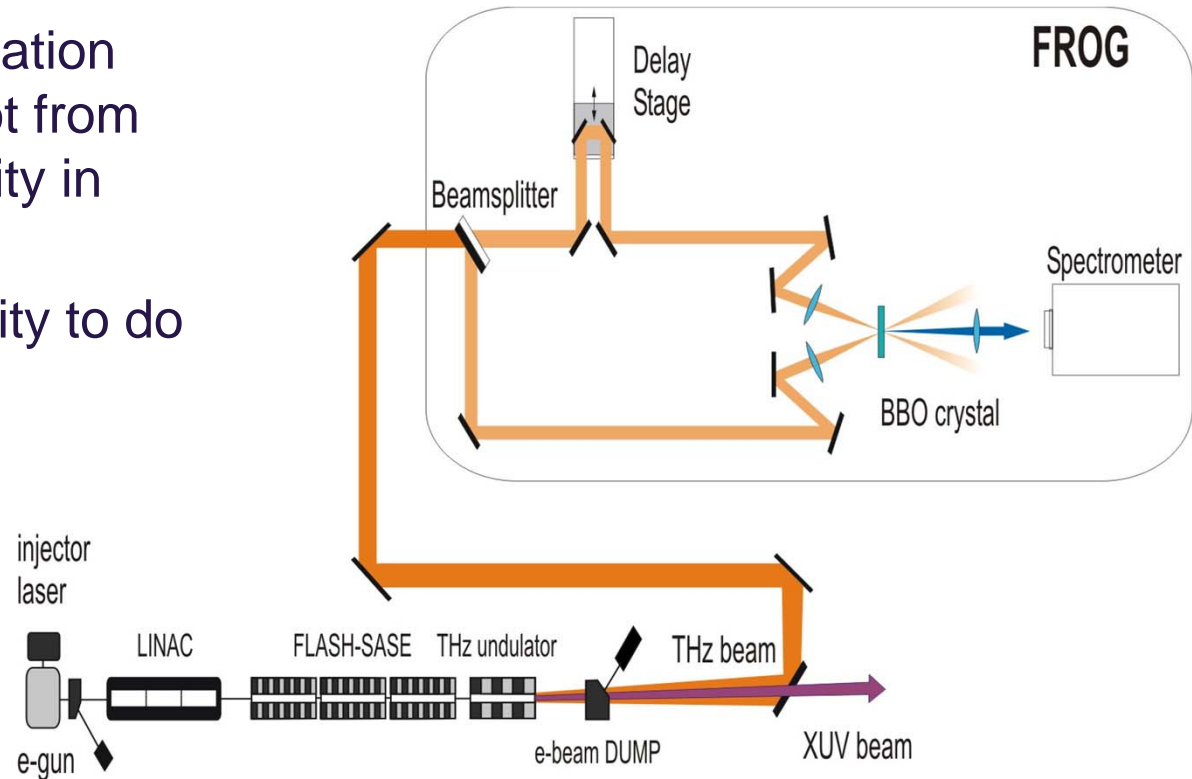 ation
ot from
ity in
ity to do
FROG
Delay
Stage
Beamsplitter
Spectrometer
BBO crystal
injector
laser
LINAC
FLASH-SASE
THz undulator
THz beam
e-gun
e-beam DUMP
XUV beam